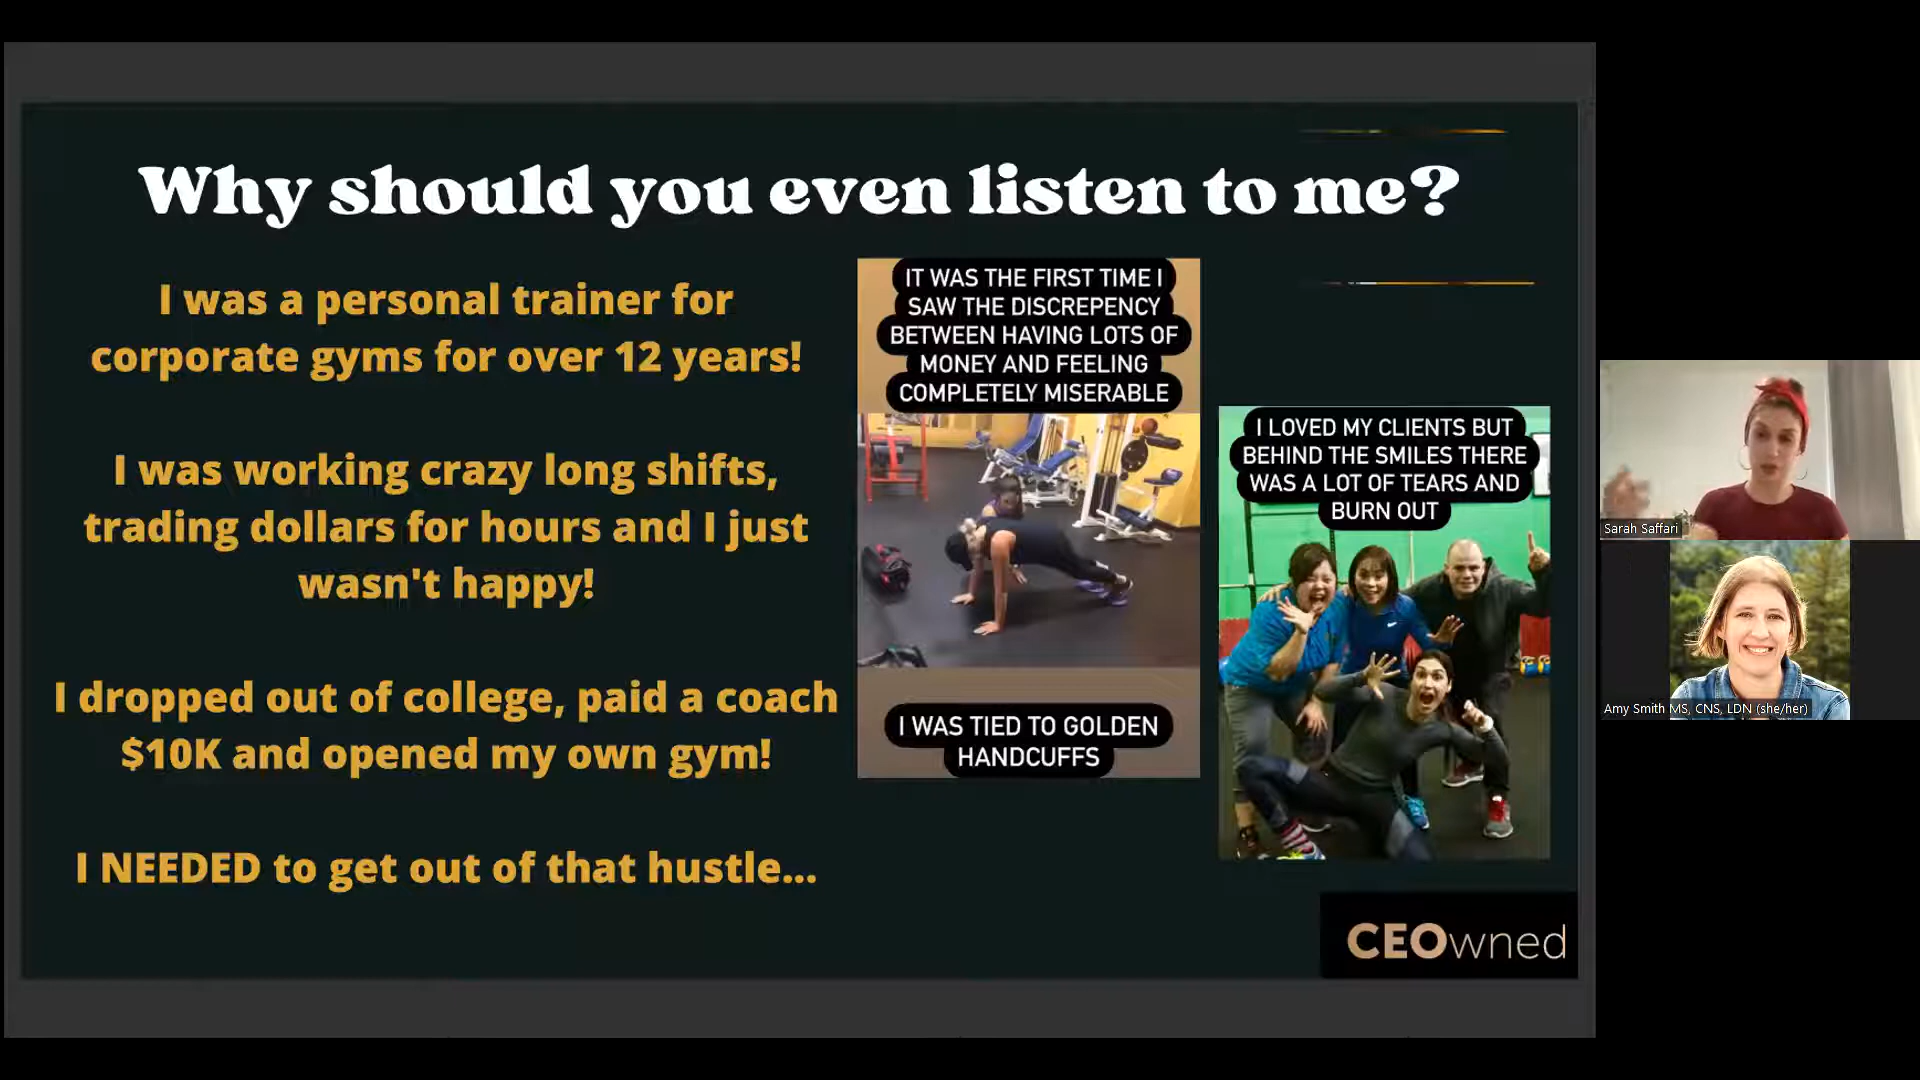 Why should you even listen to me?
I was a personal trainer for
corporate gyms for over 12 years!
I was working crazy long shifts,
trading dollars for hours and I just
wasn't happy!
I dropped out of college, paid a coach
$10K and opened my own gym!
I NEEDED to get out of that hustle...
IT WAS THE FIRST TIME I
SAW THE DISCREPENCY
BETWEEN HAVING LOTS OF
MONEY AND FEELING
COMPLETELY MISERABLE
I WAS TIED TO GOLDEN
HANDCUFFS
I LOVED MY CLIENTS BUT
BEHIND THE SMILES THERE
WAS A LOT OF TEARS AND
BURN OUT
CEOwned
Sarah Saffari
Amy Smith MS, CNS, LDN (she/her)